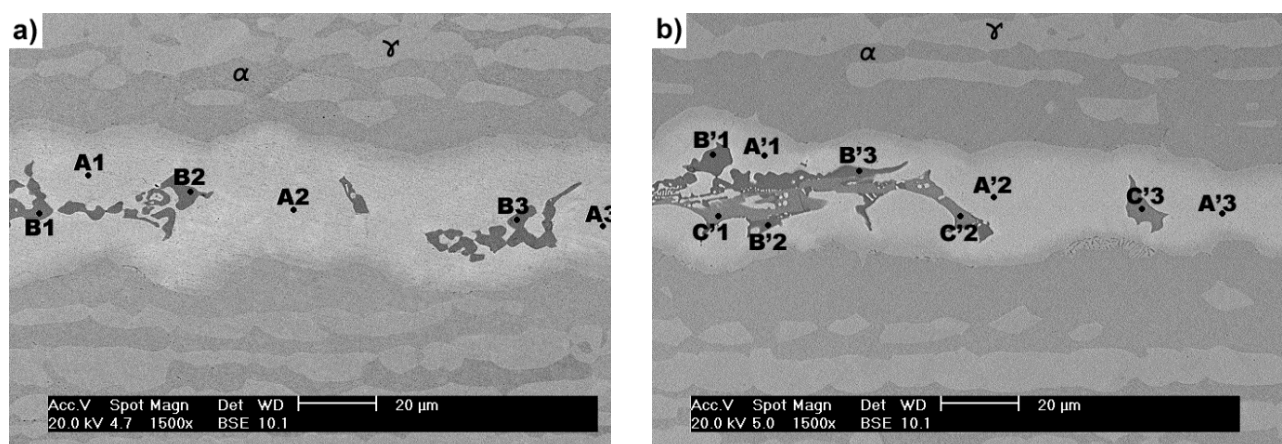 a)
ɤ
α
A1
B2
A2
B1
B3
A3
Acc.V Spot Magn Det WD 20 µm
20.0 kV 4.7 1500x BSE 10.1
b)
ɤ
α
B’1
A’1
B’3
A’2
C’3
A’3
C’1
B’2
C’2
Acc.V Spot Magn Det WD 20 µm
20.0 kV 5.0 1500x BSE 10.1